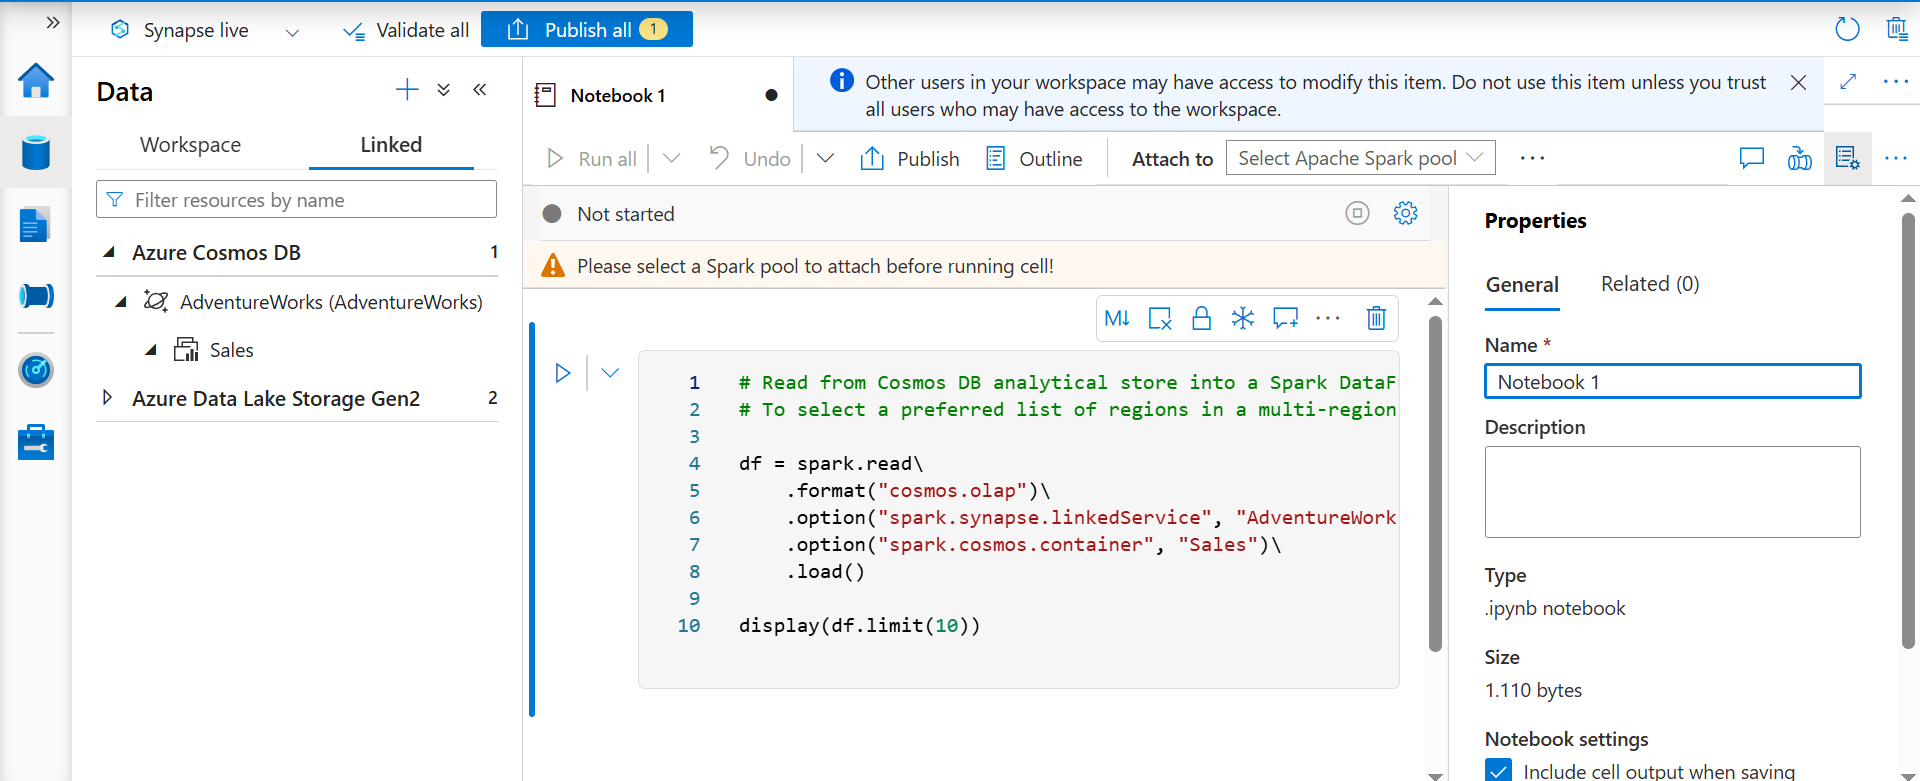 Synapse live
Validate all
Publish all 1
Data
Workspace
Linked
Filter resources by name
Azure Cosmos DB 1
AdventureWorks (AdventureWorks)
Sales
Azure Data Lake Storage Gen2 2
Notebook 1
Other users in your workspace may have access to modify this item. Do not use this item unless you trust
all users who may have access to the workspace.
Run all
Undo
Publish
Outline
Attach to
Select Apache Spark pool
Not started
Please select a Spark pool to attach before running cell!
M↓
1 # Read from Cosmos DB analytical store into a Spark DataF
2 # To select a preferred list of regions in a multi-region
3
4 df = spark.read\
5 .format("cosmos.olap")\
6 .option("spark.synapse.linkedService", "AdventureWork
7 .option("spark.cosmos.container", "Sales")\
8 .load()
9
10 display(df.limit(10))
Properties
General
Related (0)
Name *
Notebook 1
Description
Type
.ipynb notebook
Size
1.110 bytes
Notebook settings
Include cell output when saving